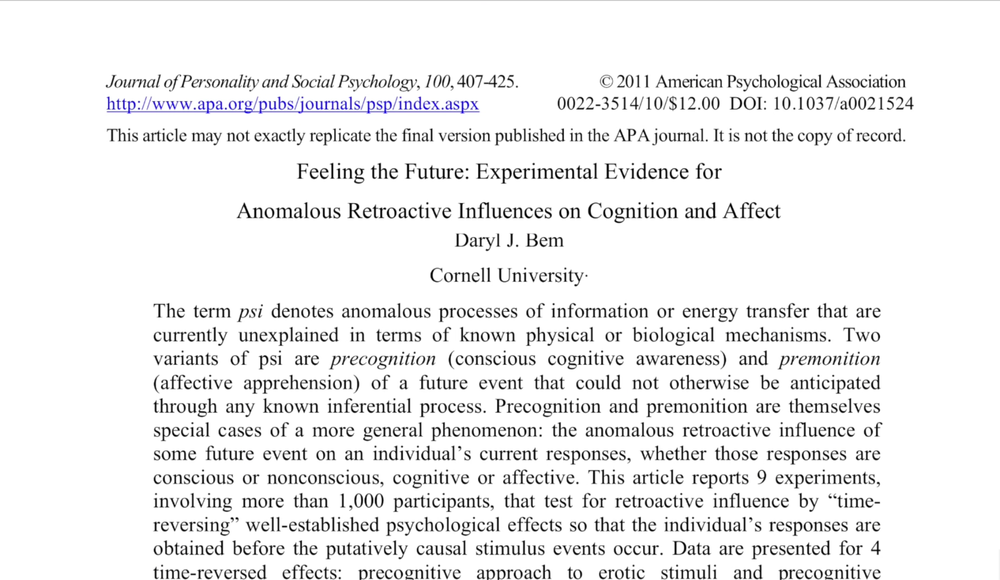 Journal of Personality and Social Psychology, 100, 407-425.
© 2011 American Psychological Association
http://www.apa.org/pubs/journals/psp/index.aspx
0022-3514/10/$12.00 DOI: 10.1037/a0021524
This article may not exactly replicate the final version published in the APA journal. It is not the copy of record.
Feeling the Future: Experimental Evidence for
Anomalous Retroactive Influences on Cognition and Affect
Daryl J. Bem
Cornell University·
The term psi denotes anomalous processes of information or energy transfer that are
currently unexplained in terms of known physical or biological mechanisms. Two
variants of psi are precognition (conscious cognitive awareness) and premonition
(affective apprehension) of a future event that could not otherwise be anticipated
through any known inferential process. Precognition and premonition are themselves
special cases of a more general phenomenon: the anomalous retroactive influence of
some future event on an individual’s current responses, whether those responses are
conscious or nonconscious, cognitive or affective. This article reports 9 experiments,
involving more than 1,000 participants, that test for retroactive influence by “time-
reversing” well-established psychological effects so that the individual’s responses are
obtained before the putatively causal stimulus events occur. Data are presented for 4
time-reversed effects: precognitive approach to erotic stimuli and precognitive